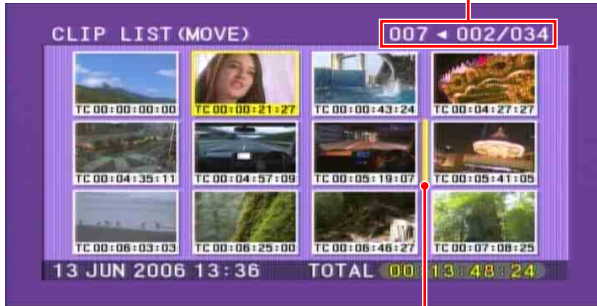 CLIP LIST(MOVE) 007 ◄ 002/034
TC 00:00:00:00 TC 00:00:21:27 TC 00:00:43:24 TC 00:04:27:27
TC 00:04:35:11 TC 00:04:57:09 TC 00:05:19:07 TC 00:05:41:05
TC 00:06:03:03 TC 00:06:25:00 TC 00:06:46:27 TC 00:07:08:25
13 JUN 2006 13:36 TOTAL 00:13:48:24